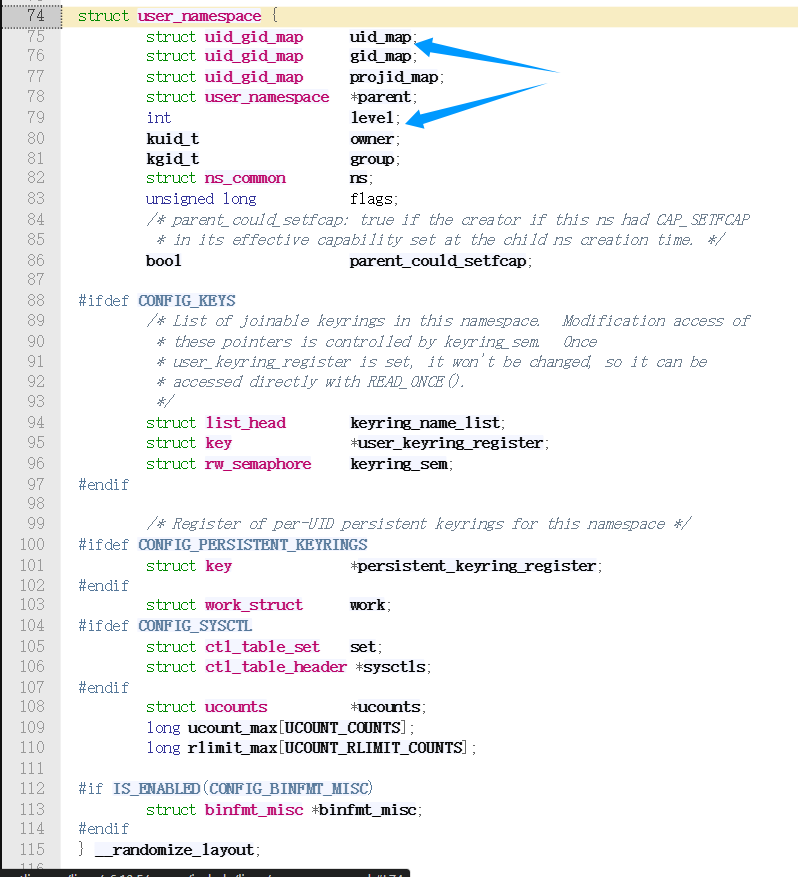 74 struct user_namespace {
75 struct uid_gid_map uid_map;
76 struct uid_gid_map gid_map;
77 struct uid_gid_map projid_map;
78 struct user_namespace *parent;
79 int level;
80 kuid_t owner;
81 kgid_t group;
82 struct ns_common ns;
83 unsigned long flags;
84 /* parent_could_setfcap: true if the creator if this ns had CAP_SETFCAP
85 * in its effective capability set at the child ns creation time. */
86 bool parent_could_setfcap;
87
88 #ifdef CONFIG_KEYS
89 /* List of joinable keyrings in this namespace. Modification access of
90 * these pointers is controlled by keyring_sem. Once
91 * user_keyring_register is set, it won't be changed, so it can be
92 * accessed directly with READ_ONCE().
93 */
94 struct list_head keyring_name_list;
95 struct key *user_keyring_register;
96 struct rw_semaphore keyring_sem;
97 #endif
98
99 /* Register of per-UID persistent keyrings for this namespace */
100 #ifdef CONFIG_PERSISTENT_KEYRINGS
101 struct key *persistent_keyring_register;
102 #endif
103 struct work_struct work;
104 #ifdef CONFIG_SYSCTL
105 struct ctl_table_set set;
106 struct ctl_table_header *sysctls;
107 #endif
108 struct ucounts *ucounts;
109 long ucount_max[UCOUNT_COUNTS];
110 long rlimit_max[UCOUNT_RLIMIT_COUNTS];
111
112 #if IS_ENABLED(CONFIG_BINFMT_MISC)
113 struct binfmt_misc *binfmt_misc;
114 #endif
115 } __randomize_layout;